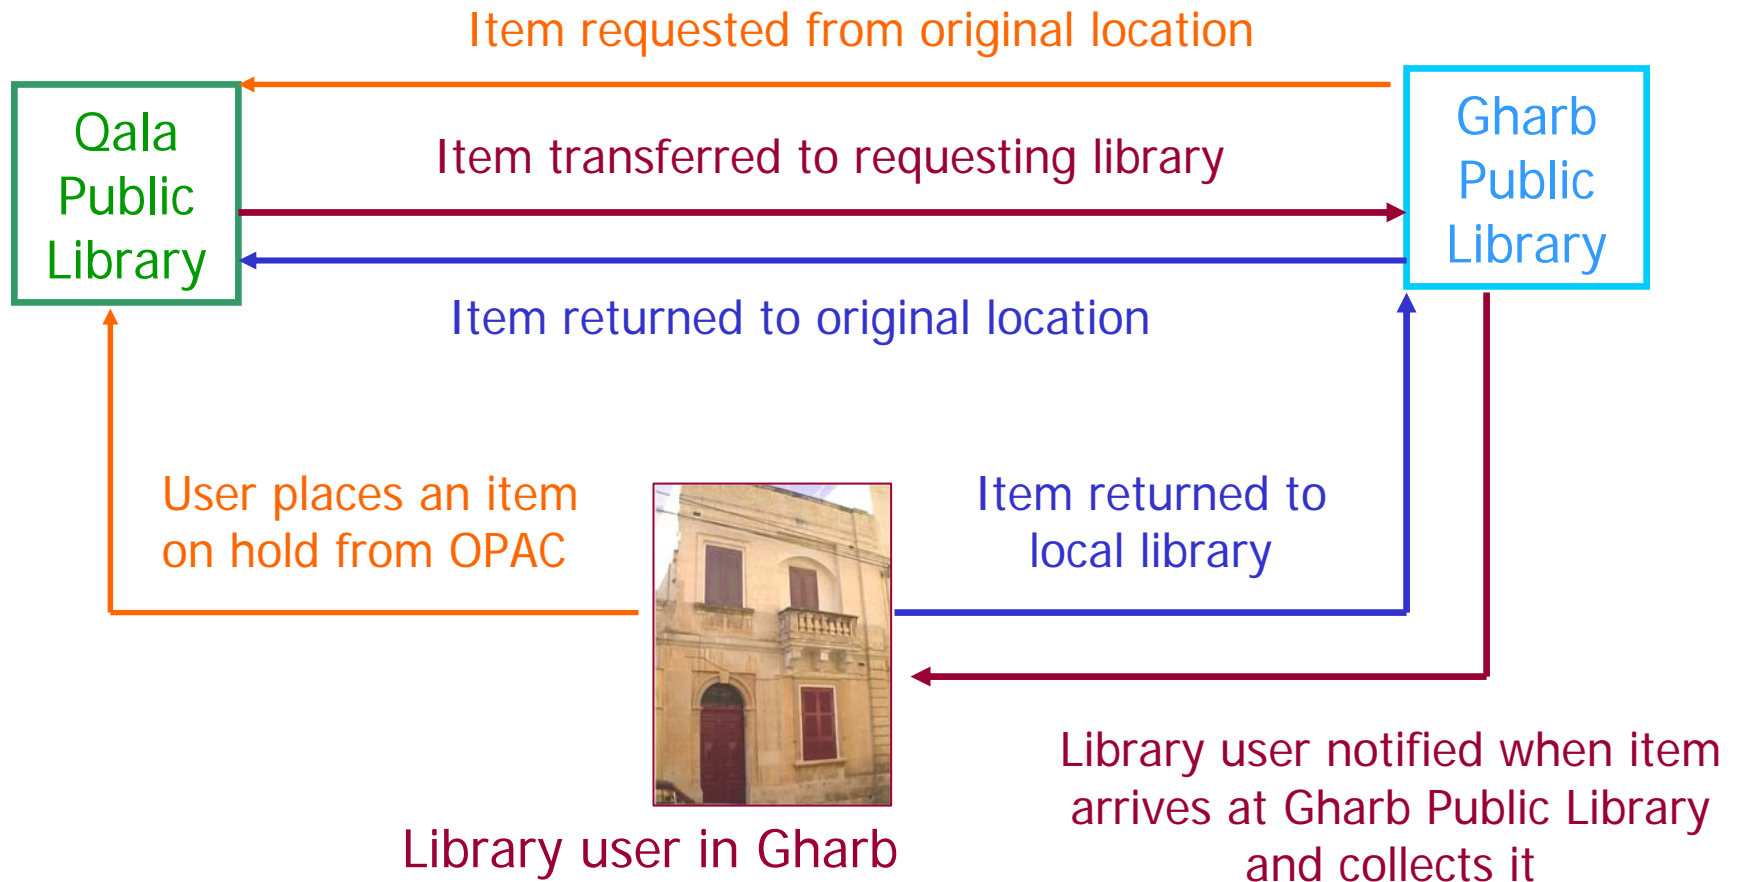 Item requested from original location
Qala
Public
Library
Item transferred to requesting library
Gharb
Public
Library
Item returned to original location
User places an item
on hold from OPAC
Item returned to
local library
Library user in Gharb
Library user notified when item
arrives at Gharb Public Library
and collects it